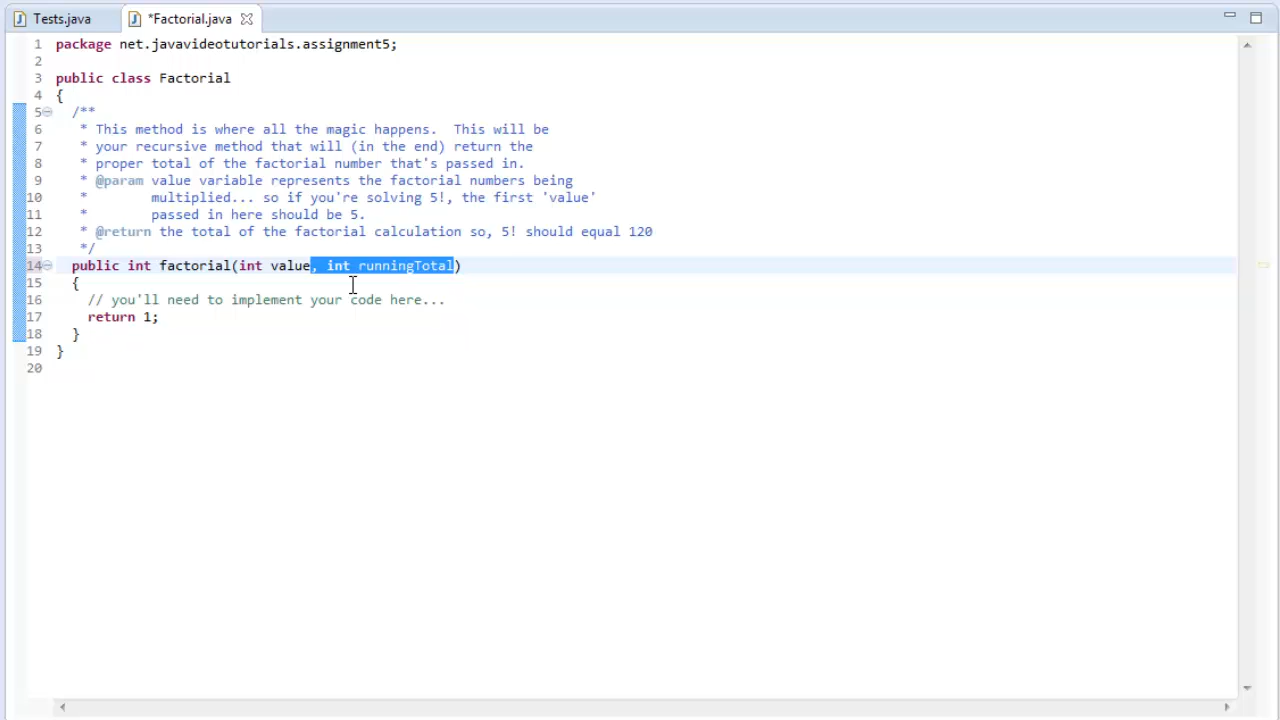 Tests.java *Factorial.java
1 package net.javavideotutorials.assignment5;
2
3 public class Factorial
4 {
5 /**
6 * This method is where all the magic happens.  This will be
7 * your recursive method that will (in the end) return the
8 * proper total of the factorial number that's passed in.
9 * @param value variable represents the factorial numbers being
10 *        multiplied... so if you're solving 5!, the first 'value'
11 *        passed in here should be 5.
12 * @return the total of the factorial calculation so, 5! should equal 120
13 */
14 public int factorial(int value, int runningTotal)
15 {
16 // you'll need to implement your code here...
17 return 1;
18 }
19 }
20